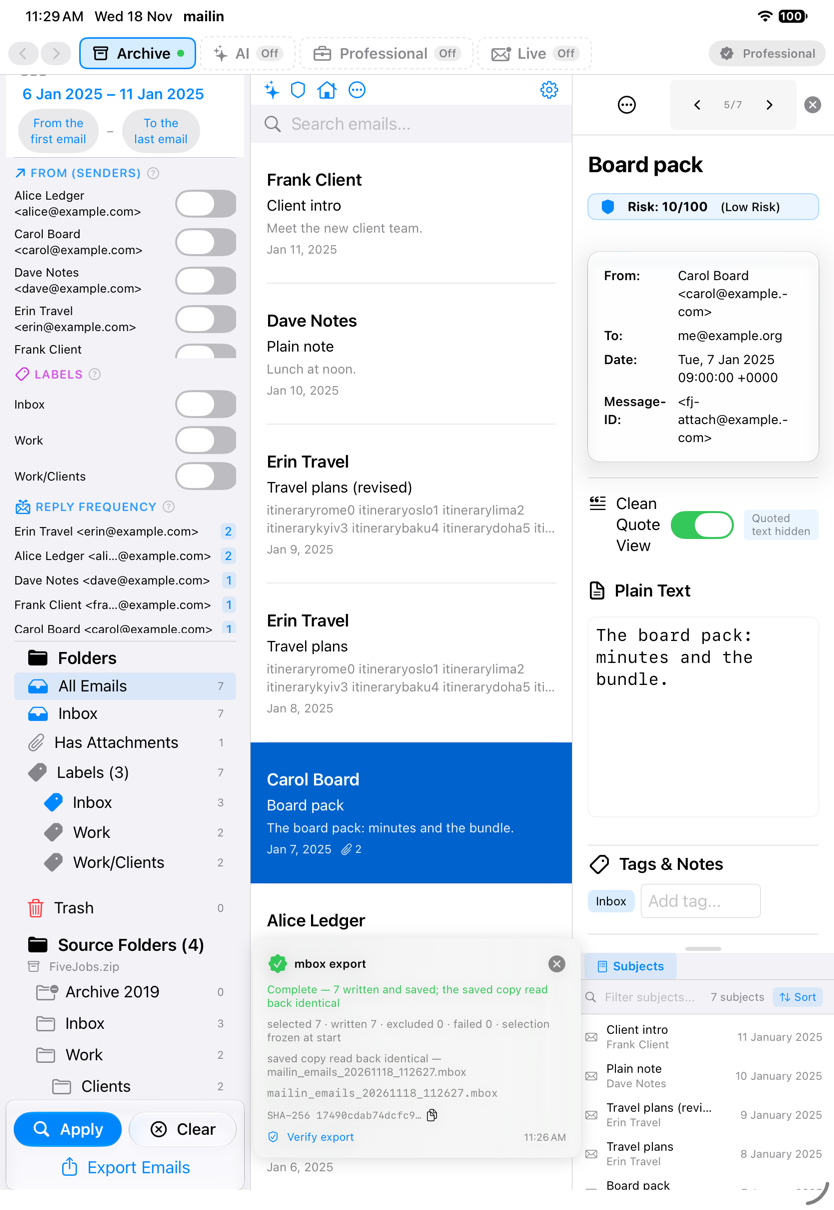 11:29 AM Wed 18 Nov mailin 100
Archive
AI Off
Professional Off
Live Off
Professional
6 Jan 2025 – 11 Jan 2025
From the
first email
–
To the
last email
FROM (SENDERS) ?
Alice Ledger
<alice@example.com>
Carol Board
<carol@example.com>
Dave Notes
<dave@example.com>
Erin Travel
<erin@example.com>
Frank Client
LABELS ?
Inbox
Work
Work/Clients
REPLY FREQUENCY ?
Erin Travel <erin@example.com> 2
Alice Ledger <ali...@example.com> 2
Dave Notes <dave@example.com> 1
Frank Client <fra...@example.com> 1
Carol Board <carol@example.com> 1
Folders
All Emails 7
Inbox 7
Has Attachments 1
Labels (3) 7
Inbox 3
Work 2
Work/Clients 2
Trash 0
Source Folders (4)
FiveJobs.zip
Archive 2019 0
Inbox 3
Work 2
Clients 2
Apply
Clear
Export Emails
Search emails...
Frank Client
Client intro
Meet the new client team.
Jan 11, 2025
Dave Notes
Plain note
Lunch at noon.
Jan 10, 2025
Erin Travel
Travel plans (revised)
itineraryrome0 itineraryoslo1 itinerarylima2
itinerarykyiv3 itinerarybaku4 itinerarydoha5 iti...
Jan 9, 2025
Erin Travel
Travel plans
itineraryrome0 itineraryoslo1 itinerarylima2
itinerarykyiv3 itinerarybaku4 itinerarydoha5 iti...
Jan 8, 2025
Carol Board
Board pack
The board pack: minutes and the bundle.
Jan 7, 2025 2
Alice Ledger
mbox export
Complete — 7 written and saved; the saved copy read
back identical
selected 7 · written 7 · excluded 0 · failed 0 · selection
frozen at start
saved copy read back identical —
mailin_emails_20261118_112627.mbox
mailin_emails_20261118_112627.mbox
SHA-256 17490cdab74dcfc9…
Verify export 11:26 AM
Jan 6, 2025
5/7
Board pack
Risk: 10/100 (Low Risk)
From: Carol Board
<carol@example.-
com>
To: me@example.org
Date: Tue, 7 Jan 2025
09:00:00 +0000
Message- <fj-
ID: attach@example.-
com>
Clean
Quote
View
Quoted
text hidden
Plain Text
The board pack:
minutes and the
bundle.
Tags & Notes
Inbox Add tag...
Subjects
Filter subjects... 7 subjects Sort
Client intro 11 January 2025
Frank Client
Plain note 10 January 2025
Dave Notes
Travel plans (revi... 9 January 2025
Erin Travel
Travel plans 8 January 2025
Erin Travel
Board pack 7 January 2025